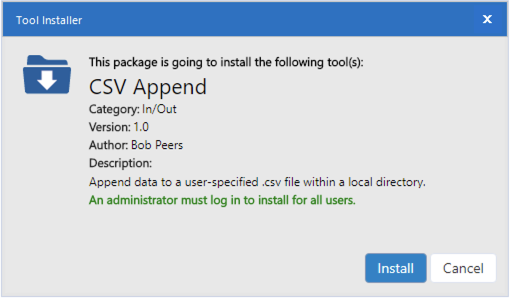 Tool Installer
x
This package is going to install the following tool(s):
CSV Append
Category: In/Out
Version: 1.0
Author: Bob Peers
Description:
Append data to a user-specified .csv file within a local directory.
An administrator must log in to install for all users.
Install Cancel